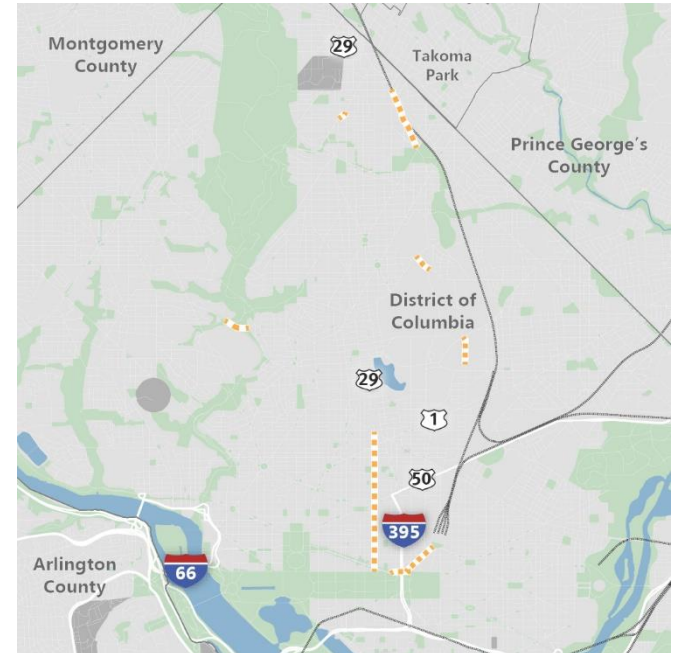 Montgomery
County
29
Takoma
Park
Prince George's
County
District of
Columbia
29
1
50
395
Arlington
County
66